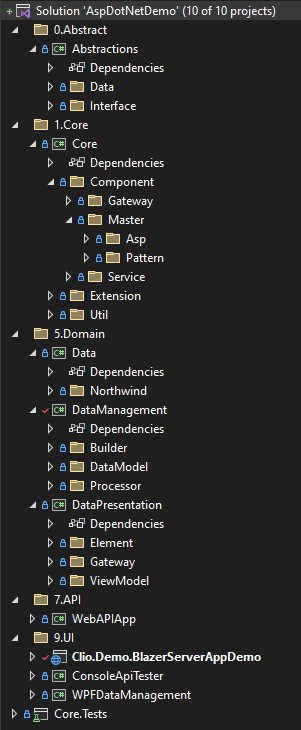 Solution 'AspDotNetDemo' (10 of 10 projects)
0.Abstract
C# Abstractions
Dependencies
Data
Interface
1.Core
C# Core
Dependencies
Component
Gateway
Master
Asp
Pattern
Service
Extension
Util
5.Domain
C# Data
Dependencies
Northwind
C# DataManagement
Dependencies
Builder
DataModel
Processor
C# DataPresentation
Dependencies
Element
Gateway
ViewModel
7.API
C# WebAPIApp
9.UI
Clio.Demo.BlazerServerAppDemo
C# ConsoleApiTester
C# WPFDataManagement
Core.Tests